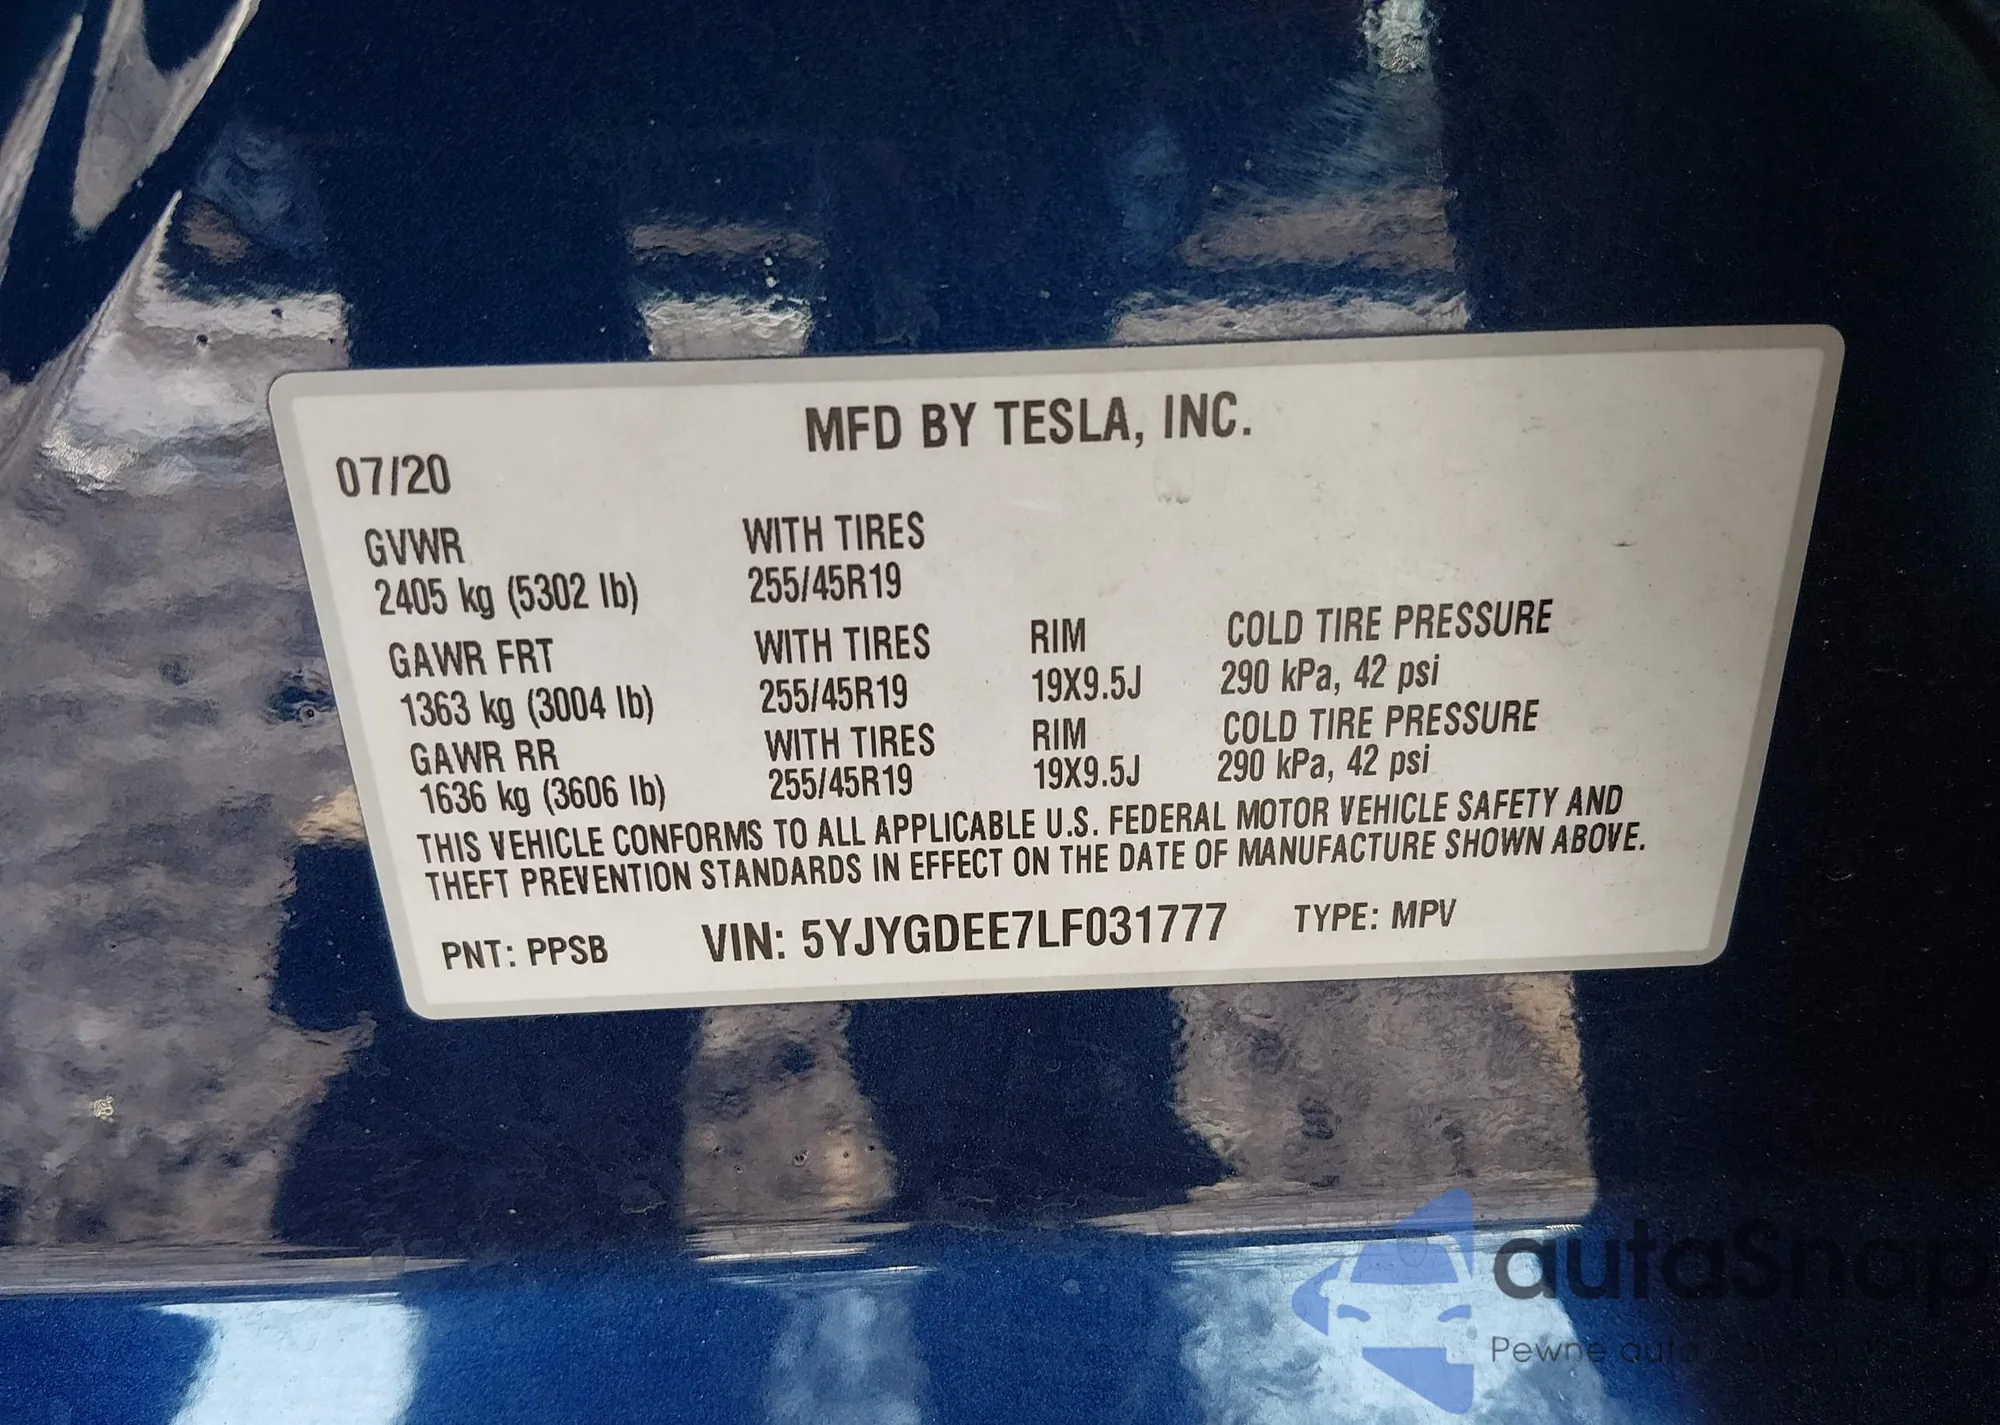 MFD BY TESLA, INC.
07/20
GVWR WITH TIRES
2405 kg (5302 lb) 255/45R19
GAWR FRT WITH TIRES RIM COLD TIRE PRESSURE
1363 kg (3004 lb) 255/45R19 19X9.5J 290 kPa, 42 psi
GAWR RR WITH TIRES RIM COLD TIRE PRESSURE
1636 kg (3606 lb) 255/45R19 19X9.5J 290 kPa, 42 psi
THIS VEHICLE CONFORMS TO ALL APPLICABLE U.S. FEDERAL MOTOR VEHICLE SAFETY AND
THEFT PREVENTION STANDARDS IN EFFECT ON THE DATE OF MANUFACTURE SHOWN ABOVE.
PNT: PPSB VIN: 5YJYGDEE7LF031777 TYPE: MPV
autaSnap
Pewne auto